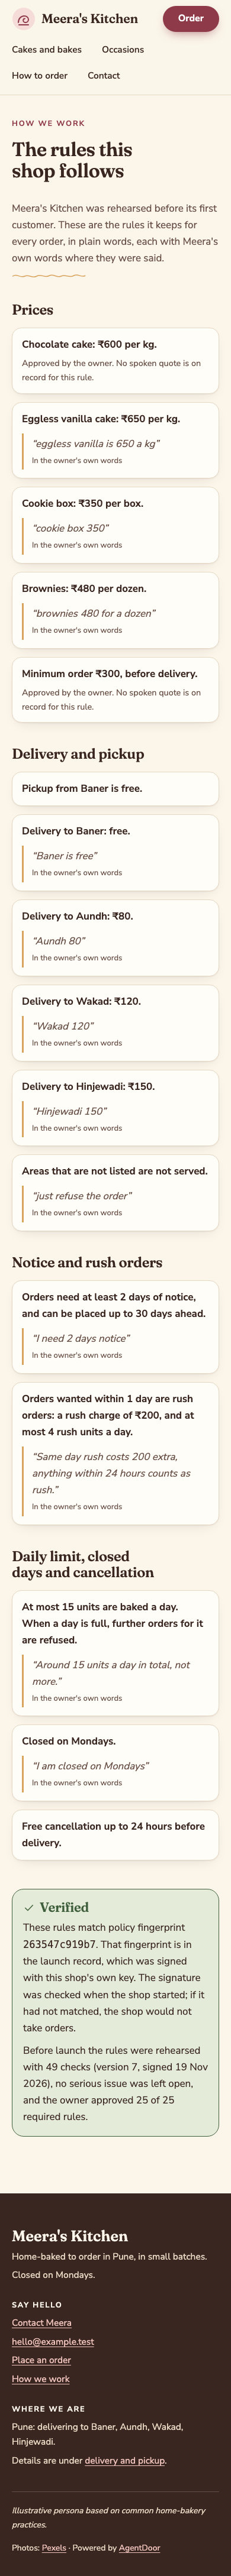 Meera's Kitchen
Order
Cakes and bakes
Occasions
How to order
Contact
HOW WE WORK
The rules this
shop follows
Meera's Kitchen was rehearsed before its first
customer. These are the rules it keeps for
every order, in plain words, each with Meera's
own words where they were said.
Prices
Chocolate cake: ₹600 per kg.
Approved by the owner. No spoken quote is on
record for this rule.
Eggless vanilla cake: ₹650 per kg.
“eggless vanilla is 650 a kg”
In the owner's own words
Cookie box: ₹350 per box.
“cookie box 350”
In the owner's own words
Brownies: ₹480 per dozen.
“brownies 480 for a dozen”
In the owner's own words
Minimum order ₹300, before delivery.
Approved by the owner. No spoken quote is on
record for this rule.
Delivery and pickup
Pickup from Baner is free.
Delivery to Baner: free.
“Baner is free”
In the owner's own words
Delivery to Aundh: ₹80.
“Aundh 80”
In the owner's own words
Delivery to Wakad: ₹120.
“Wakad 120”
In the owner's own words
Delivery to Hinjewadi: ₹150.
“Hinjewadi 150”
In the owner's own words
Areas that are not listed are not served.
“just refuse the order”
In the owner's own words
Notice and rush orders
Orders need at least 2 days of notice,
and can be placed up to 30 days ahead.
“I need 2 days notice”
In the owner's own words
Orders wanted within 1 day are rush
orders: a rush charge of ₹200, and at
most 4 rush units a day.
“Same day rush costs 200 extra,
anything within 24 hours counts as
rush.”
In the owner's own words
Daily limit, closed
days and cancellation
At most 15 units are baked a day.
When a day is full, further orders for it
are refused.
“Around 15 units a day in total, not
more.”
In the owner's own words
Closed on Mondays.
“I am closed on Mondays”
In the owner's own words
Free cancellation up to 24 hours before
delivery.
Verified
These rules match policy fingerprint
263547c919b7. That fingerprint is in
the launch record, which was signed
with this shop's own key. The signature
was checked when the shop started; if it
had not matched, the shop would not
take orders.
Before launch the rules were rehearsed
with 49 checks (version 7, signed 19 Nov
2026), no serious issue was left open,
and the owner approved 25 of 25
required rules.
Meera's Kitchen
Home-baked to order in Pune, in small batches.
Closed on Mondays.
SAY HELLO
Contact Meera
hello@example.test
Place an order
How we work
WHERE WE ARE
Pune: delivering to Baner, Aundh, Wakad,
Hinjewadi.
Details are under delivery and pickup.
Illustrative persona based on common home-bakery
practices.
Photos: Pexels · Powered by AgentDoor